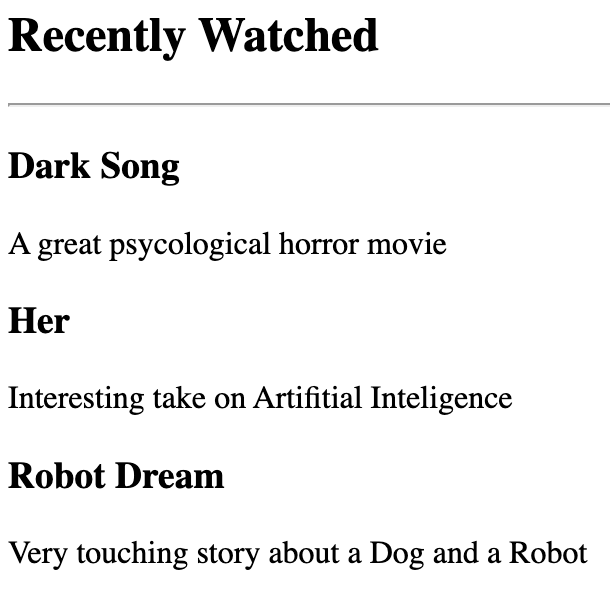 Recently Watched
Dark Song
A great psycological horror movie
Her
Interesting take on Artifitial Inteligence
Robot Dream
Very touching story about a Dog and a Robot